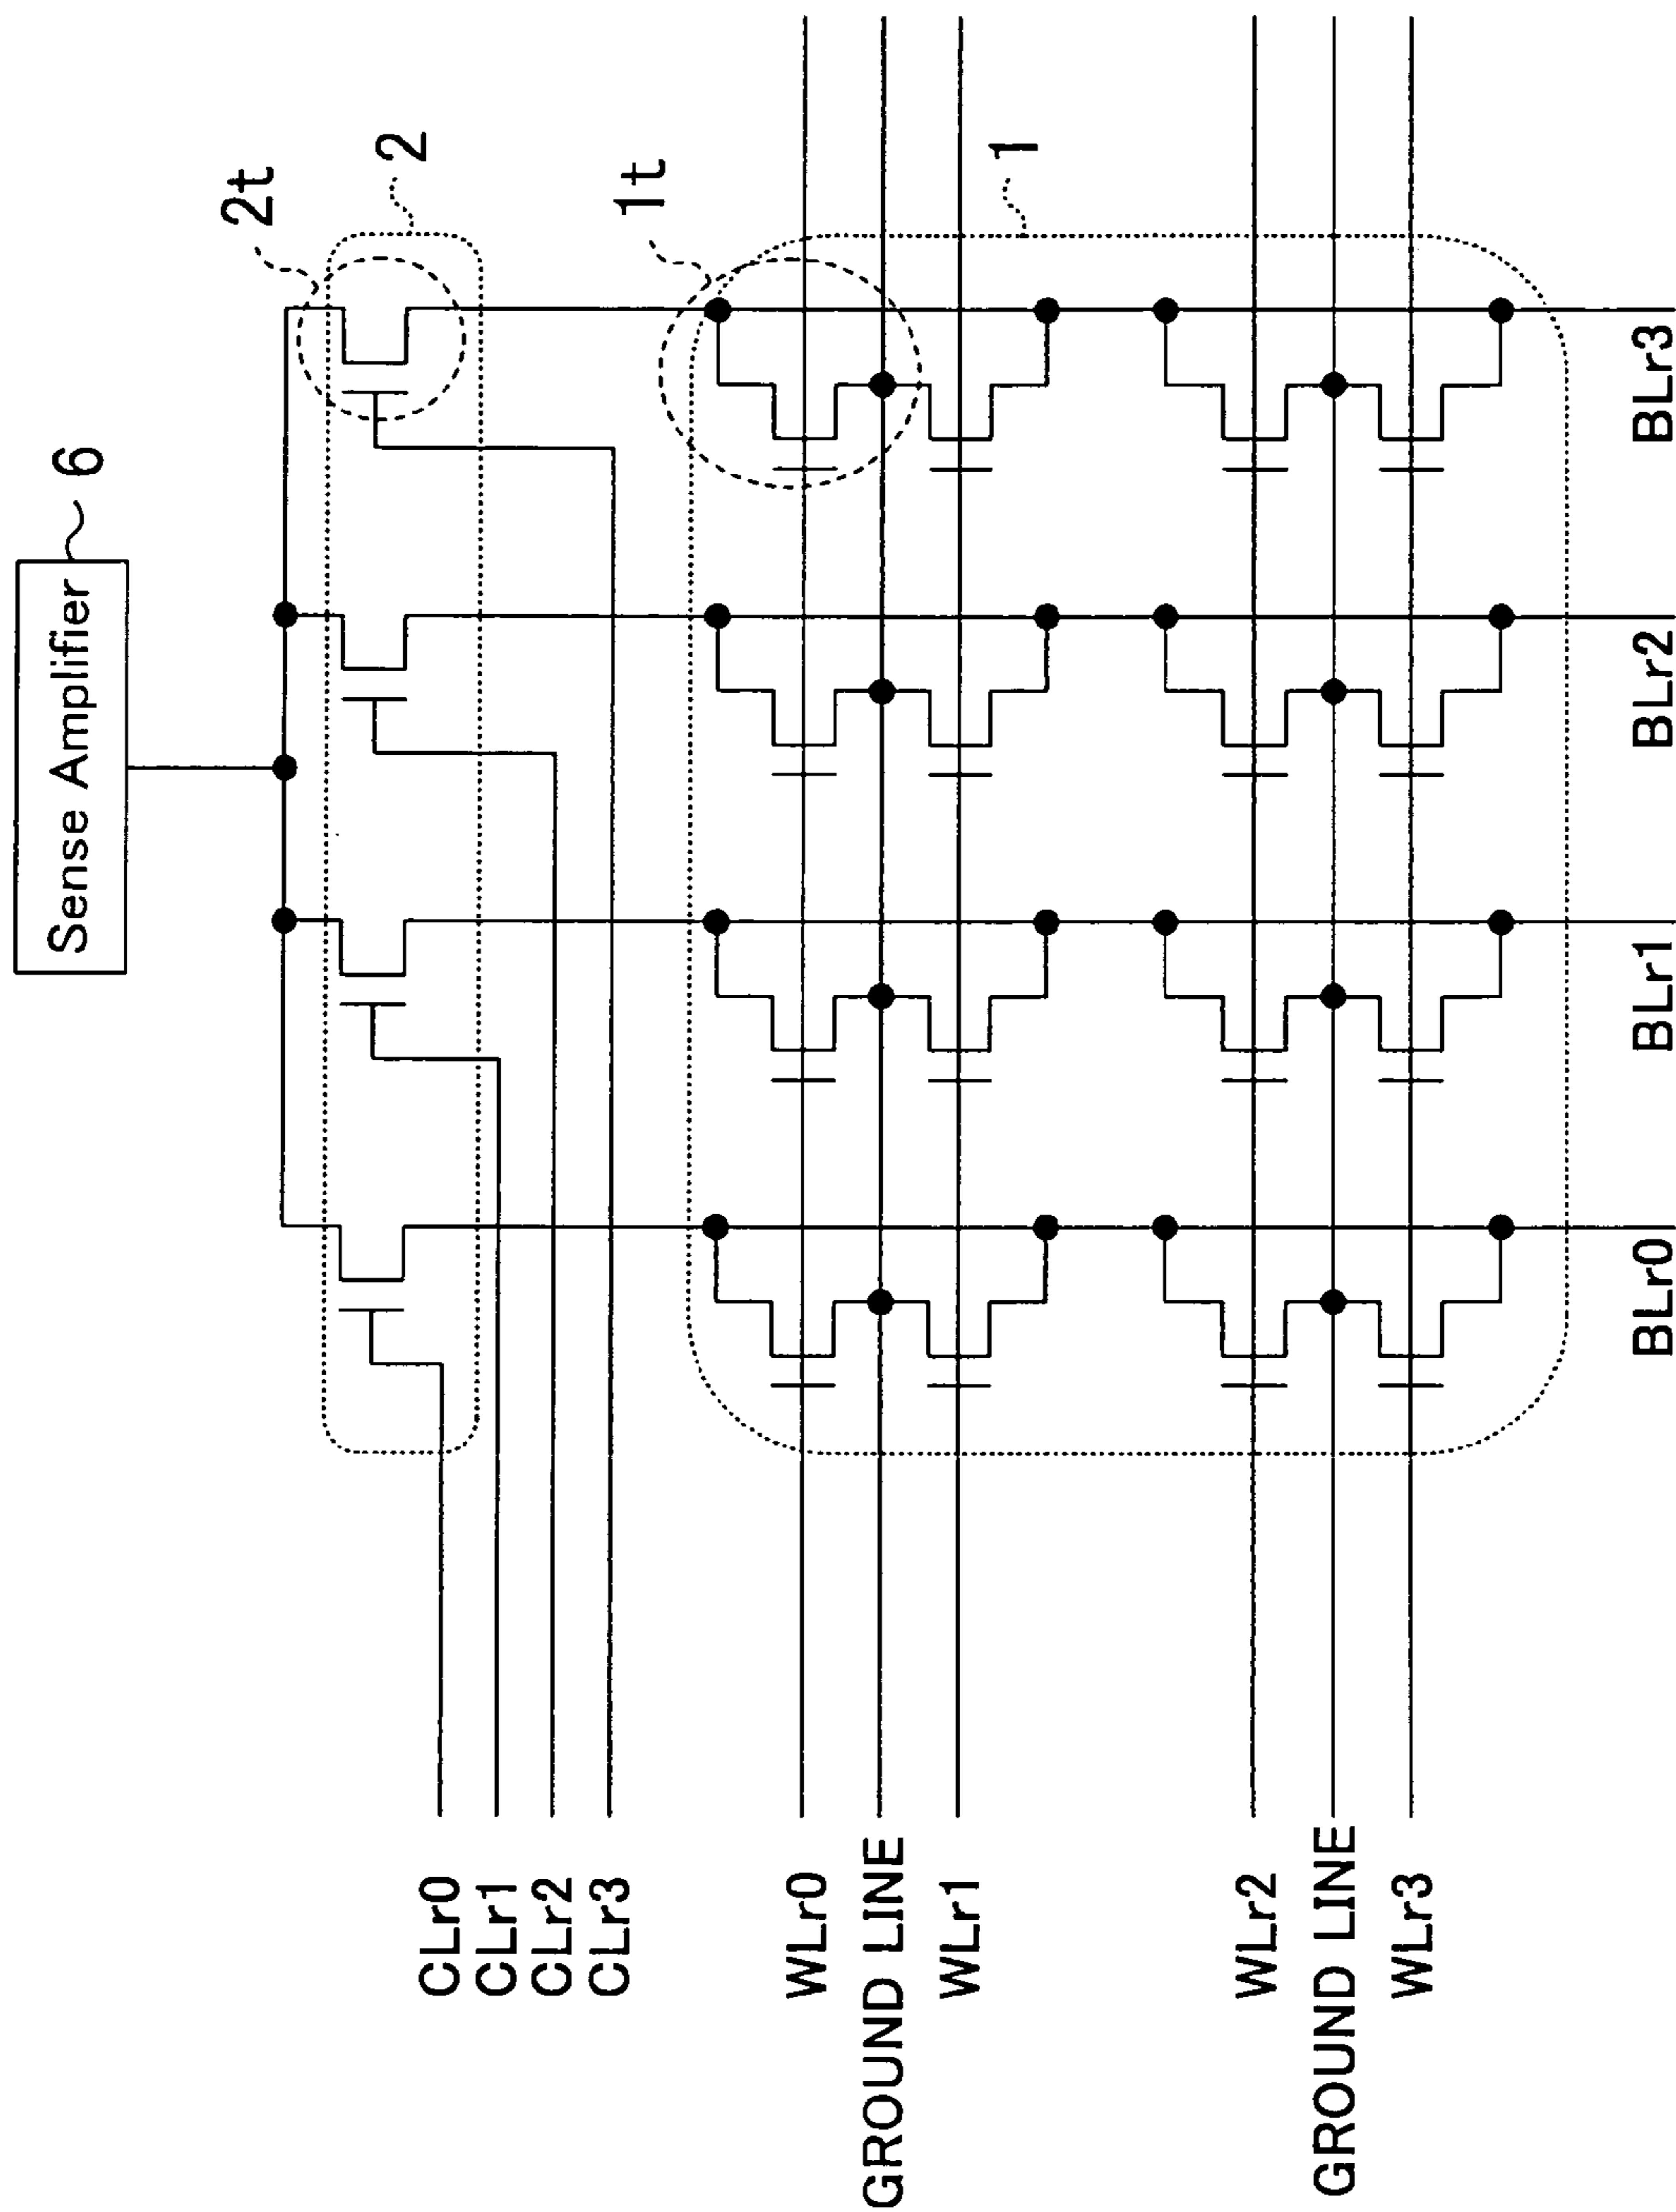 Sense Amplifier
6
2t
2
1t
1
CLr0
CLr1
CLr2
CLr3
WLr0
GROUND LINE
WLr1
WLr2
GROUND LINE
WLr3
BLr0
BLr1
BLr2
BLr3